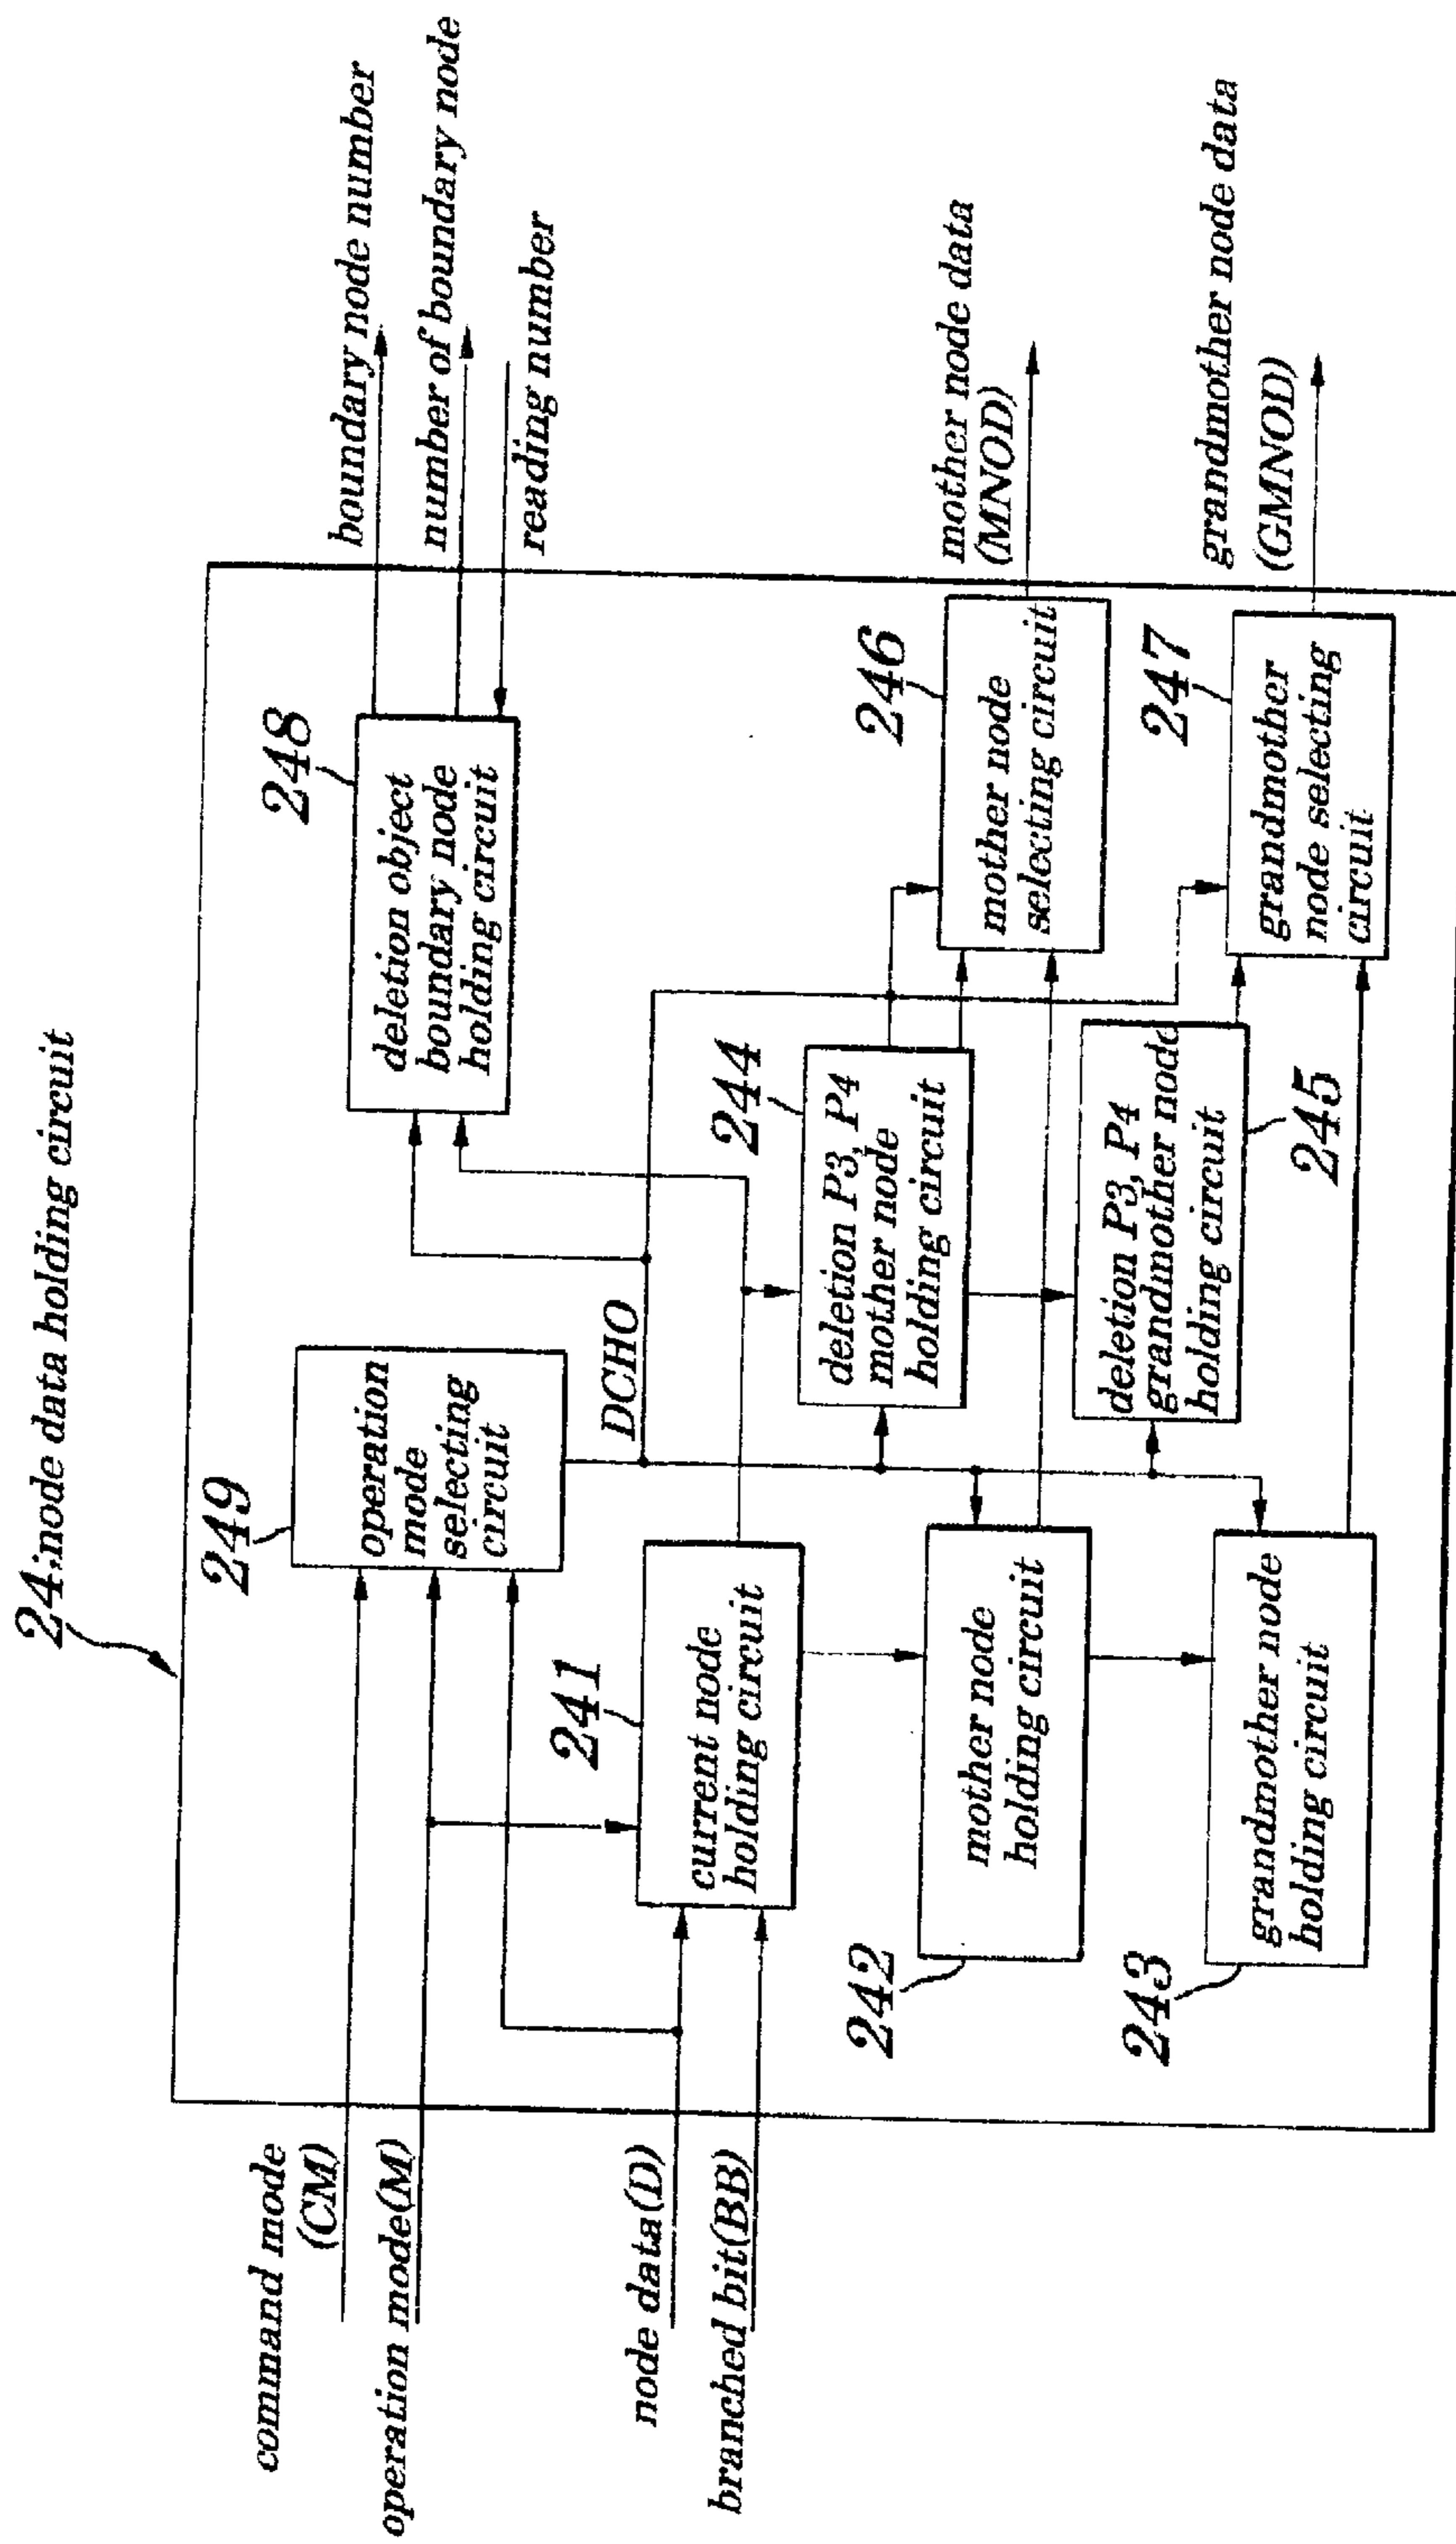 24:node data holding circuit
command mode
(CM)
operation mode(M)
node data(D)
branched bit(BB)
249
operation
mode
selecting
circuit
DCHO
248
deletion object
boundary node
holding circuit
boundary node number
number of boundary node
reading number
241
current node
holding circuit
242
mother node
holding circuit
243
grandmother node
holding circuit
244
deletion P3, P4
mother node
holding circuit
245
deletion P3, P4
grandmother node
holding circuit
246
mother node
selecting circuit
mother node data
(MNOD)
247
grandmother
node selecting
circuit
grandmother node data
(GMNOD)